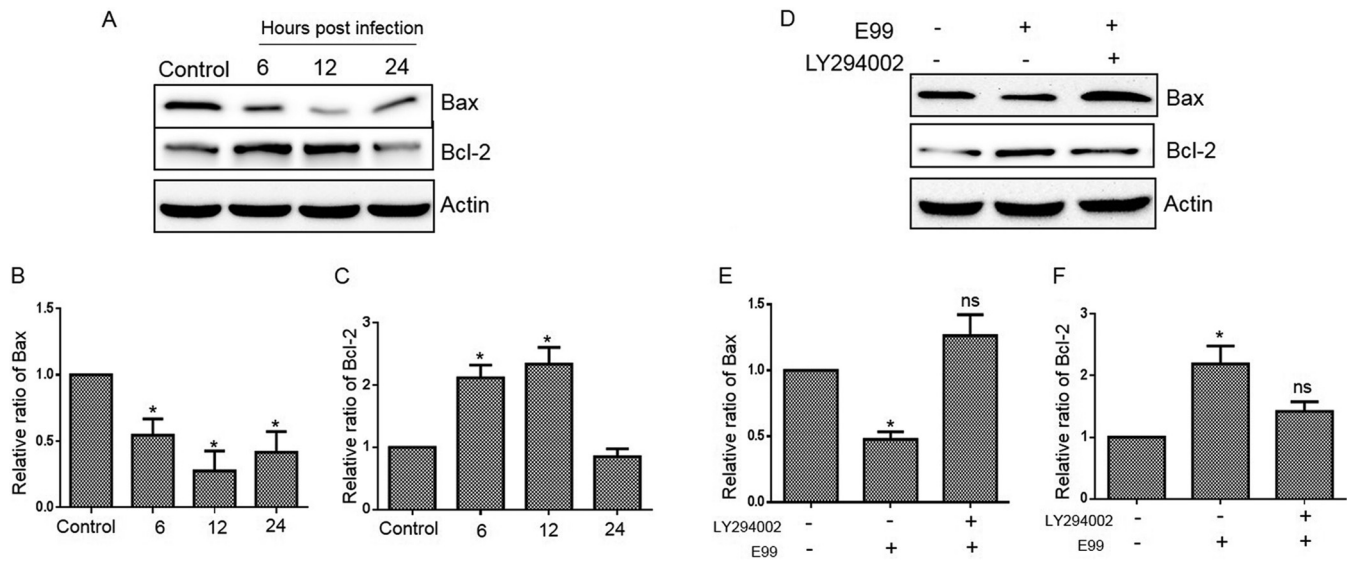 A
Hours post infection
Control 6 12 24
Bax
Bcl-2
Actin
D
E99 - + +
LY294002 - - +
Bax
Bcl-2
Actin
B
Relative ratio of Bax
1.5
1.0
0.5
0.0
* * *
Control 6 12 24
C
Relative ratio of Bcl-2
3
2
1
0
* *
Control 6 12 24
E
Relative ratio of Bax
1.5
1.0
0.5
0.0
* ns
LY294002 - - +
E99 - + +
F
Relative ratio of Bcl-2
3
2
1
0
* ns
LY294002 - - +
E99 - + +